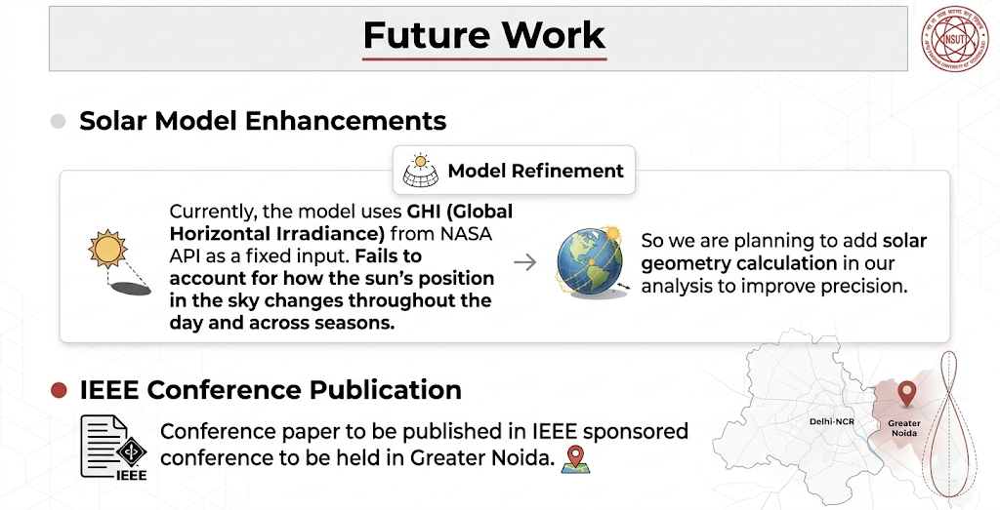 Future Work
NSUT
Solar Model Enhancements
Model Refinement
Currently, the model uses GHI (Global
Horizontal Irradiance) from NASA
API as a fixed input. Fails to
account for how the sun's position
in the sky changes throughout the
day and across seasons.
So we are planning to add solar
geometry calculation in our
analysis to improve precision.
IEEE Conference Publication
IEEE
Conference paper to be published in IEEE sponsored
conference to be held in Greater Noida.
Delhi-NCR
Greater
Noida